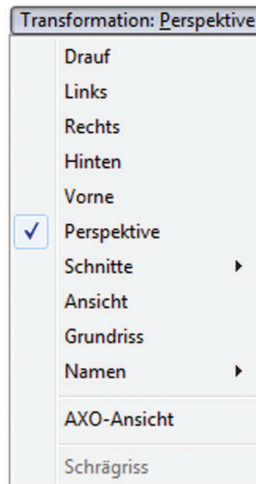 Transformation: Perspektive
Drauf
Links
Rechts
Hinten
Vorne
Perspektive
Schnitte
Ansicht
Grundriss
Namen
AXO-Ansicht
Schrägriss